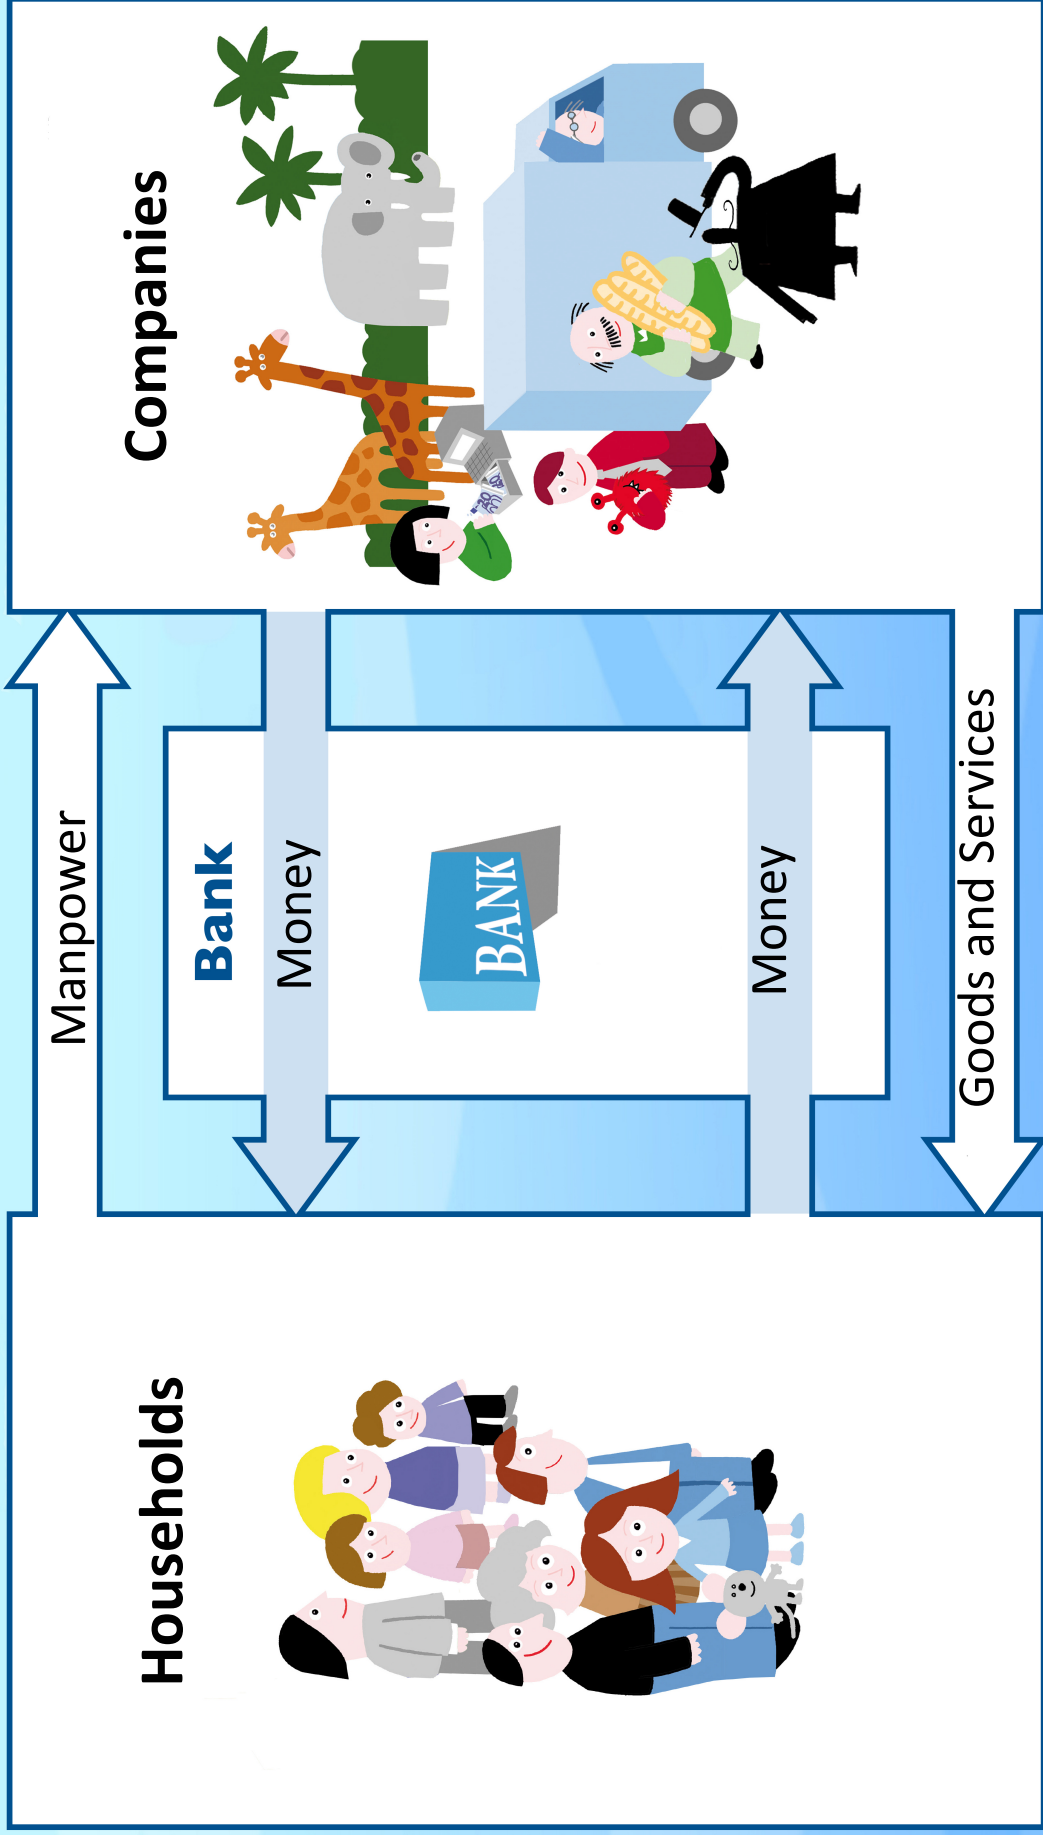 Households
Companies
Manpower
Bank
Money
BANK
Money
Goods and Services